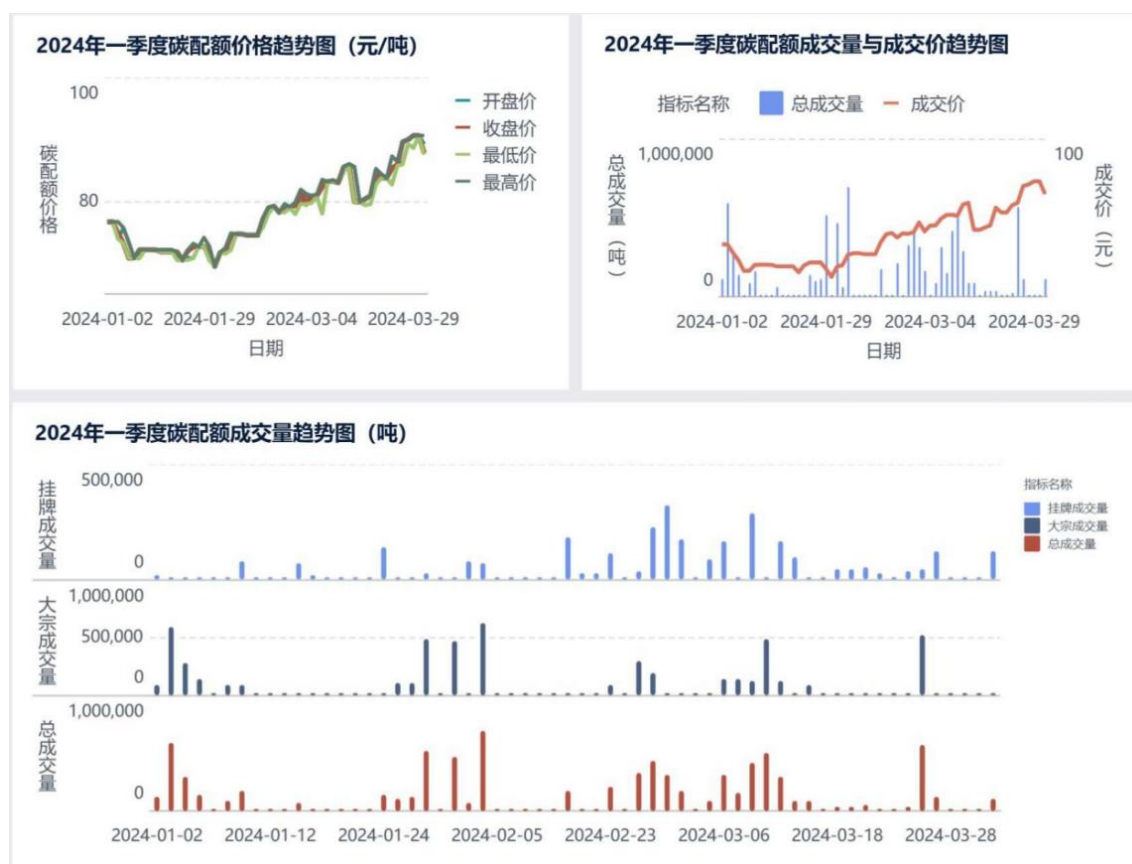 2024年一季度碳配额价格趋势图（元/吨）
100
80
碳配额价格
开盘价
收盘价
最低价
最高价
2024-01-02 2024-01-29 2024-03-04 2024-03-29
日期
2024年一季度碳配额成交量与成交价趋势图
指标名称 总成交量 成交价
1,000,000
0
总成交量（吨）
100
成交价（元）
2024-01-02 2024-01-29 2024-03-04 2024-03-29
日期
2024年一季度碳配额成交量趋势图（吨）
挂牌成交量
500,000
0
大宗成交量
1,000,000
500,000
0
总成交量
1,000,000
0
2024-01-02 2024-01-12 2024-01-24 2024-02-05 2024-02-23 2024-03-06 2024-03-18 2024-03-28
指标名称
挂牌成交量
大宗成交量
总成交量